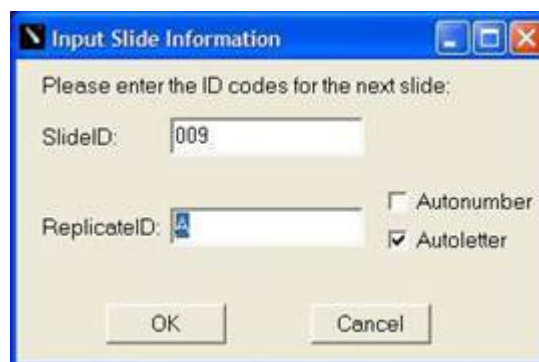 Input Slide Information
Please enter the ID codes for the next slide:
SlideID: 009
Autonumber
ReplicateID: A
Autoletter
OK Cancel